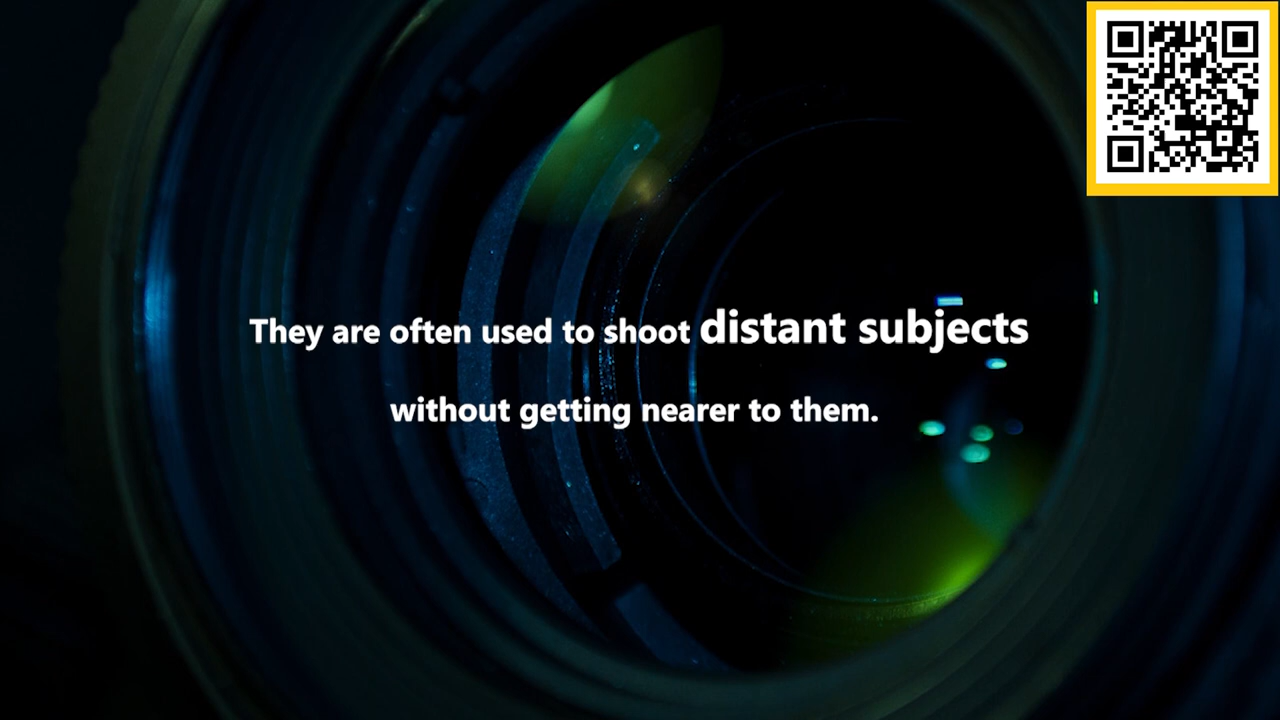 They are often used to shoot distant subjects
without getting nearer to them.